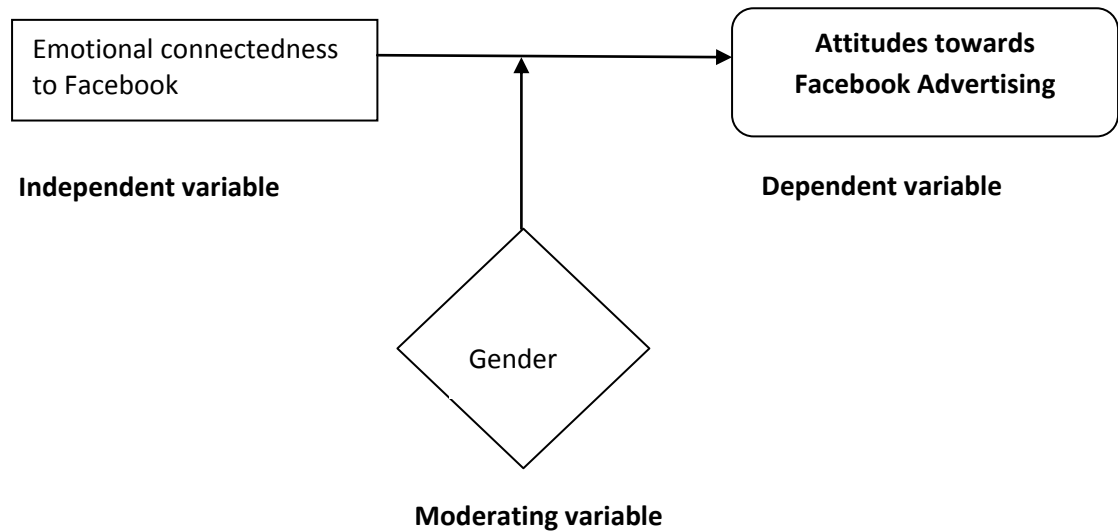 Emotional connectedness
to Facebook
Attitudes towards
Facebook Advertising
Independent variable
Dependent variable
Gender
Moderating variable